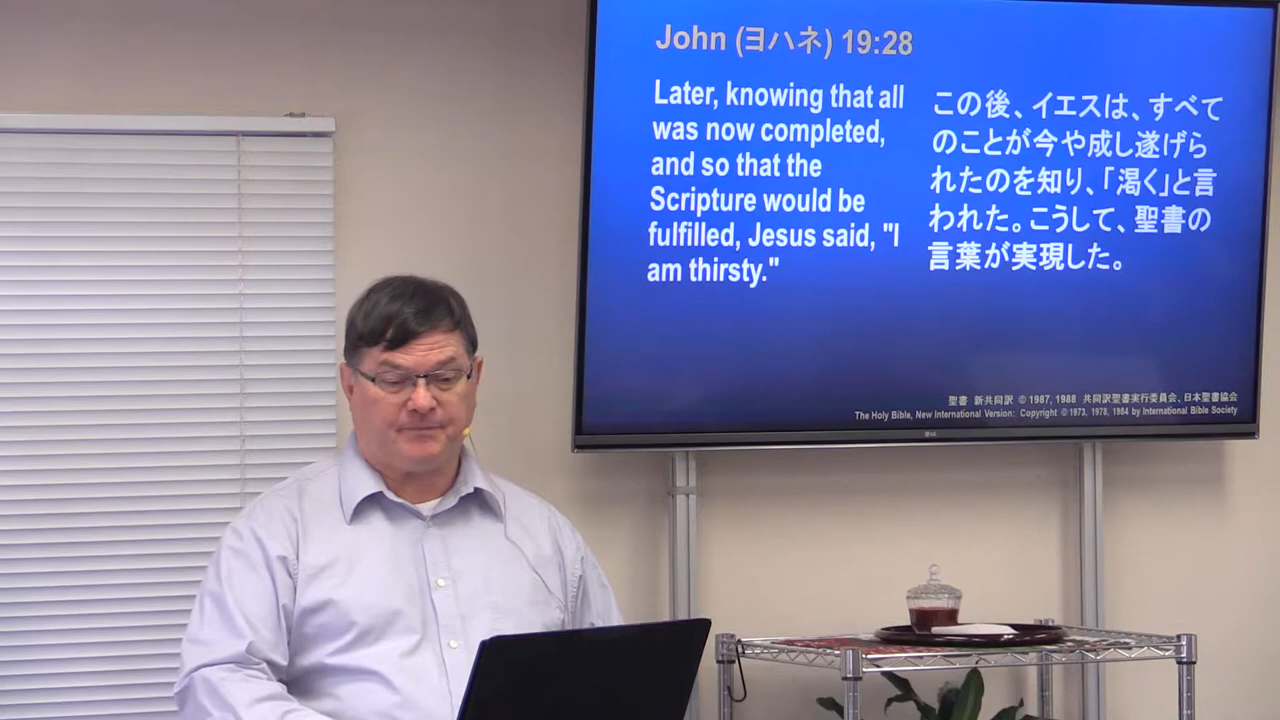 John (ヨハネ) 19:28
Later, knowing that all
was now completed,
and so that the
Scripture would be
fulfilled, Jesus said, "I
am thirsty."
この後、イエスは、すべて
のことが今や成し遂げら
れたのを知り、「渇く」と言
われた。こうして、聖書の
言葉が実現した。
聖書 新共同訳 © 1987, 1988 共同訳聖書実行委員会、日本聖書協会
The Holy Bible, New International Version: Copyright © 1973, 1978, 1984 by International Bible Society
LG